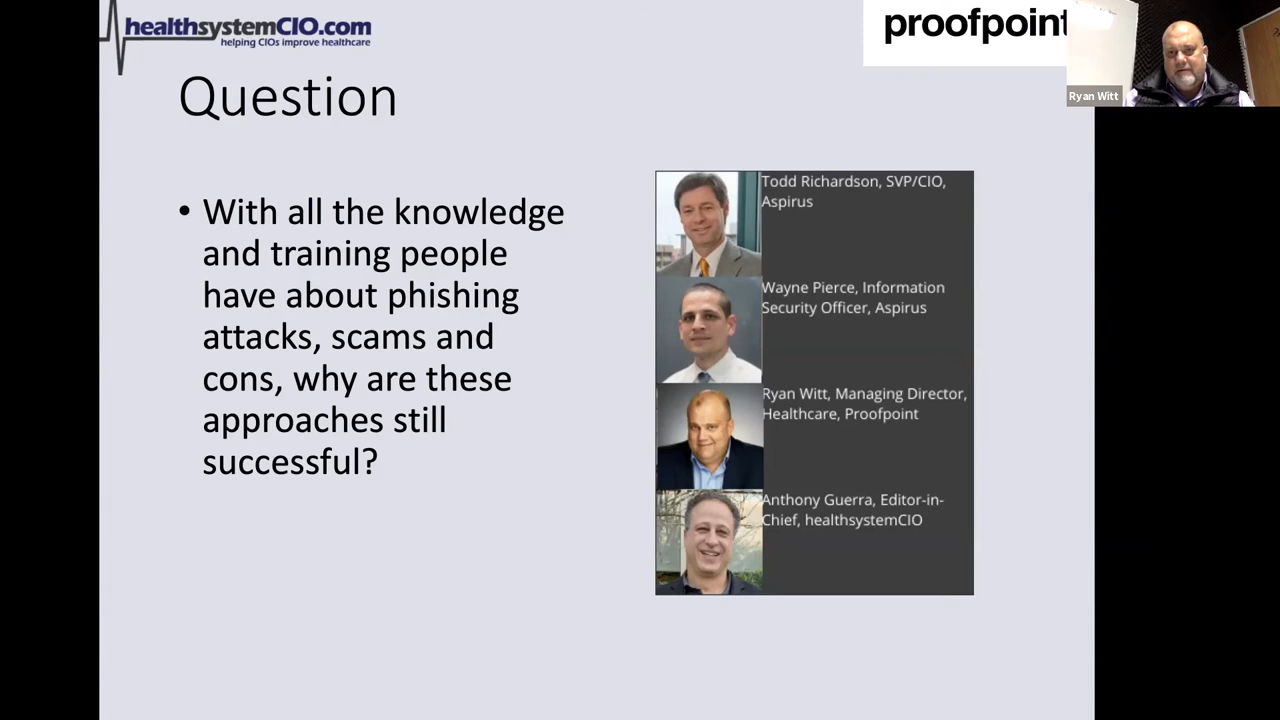 healthsystemCIO.com
helping CIOs improve healthcare
proofpoint
Ryan Witt
Question
• With all the knowledge
and training people
have about phishing
attacks, scams and
cons, why are these
approaches still
successful?
Todd Richardson, SVP/CIO,
Aspirus
Wayne Pierce, Information
Security Officer, Aspirus
Ryan Witt, Managing Director,
Healthcare, Proofpoint
Anthony Guerra, Editor-in-
Chief, healthsystemCIO